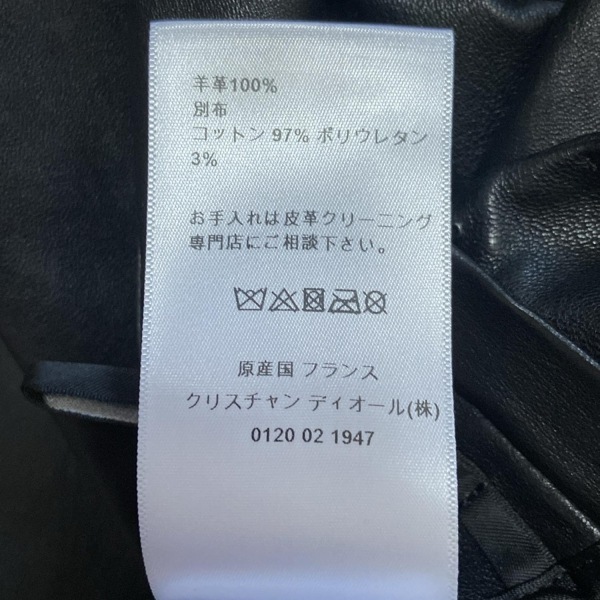 羊革100%
別布
コットン 97% ポリウレタン
3%
お手入れは皮革クリーニング
専門店にご相談下さい。
原産国 フランス
クリスチャン ディオール(株)
0120 02 1947